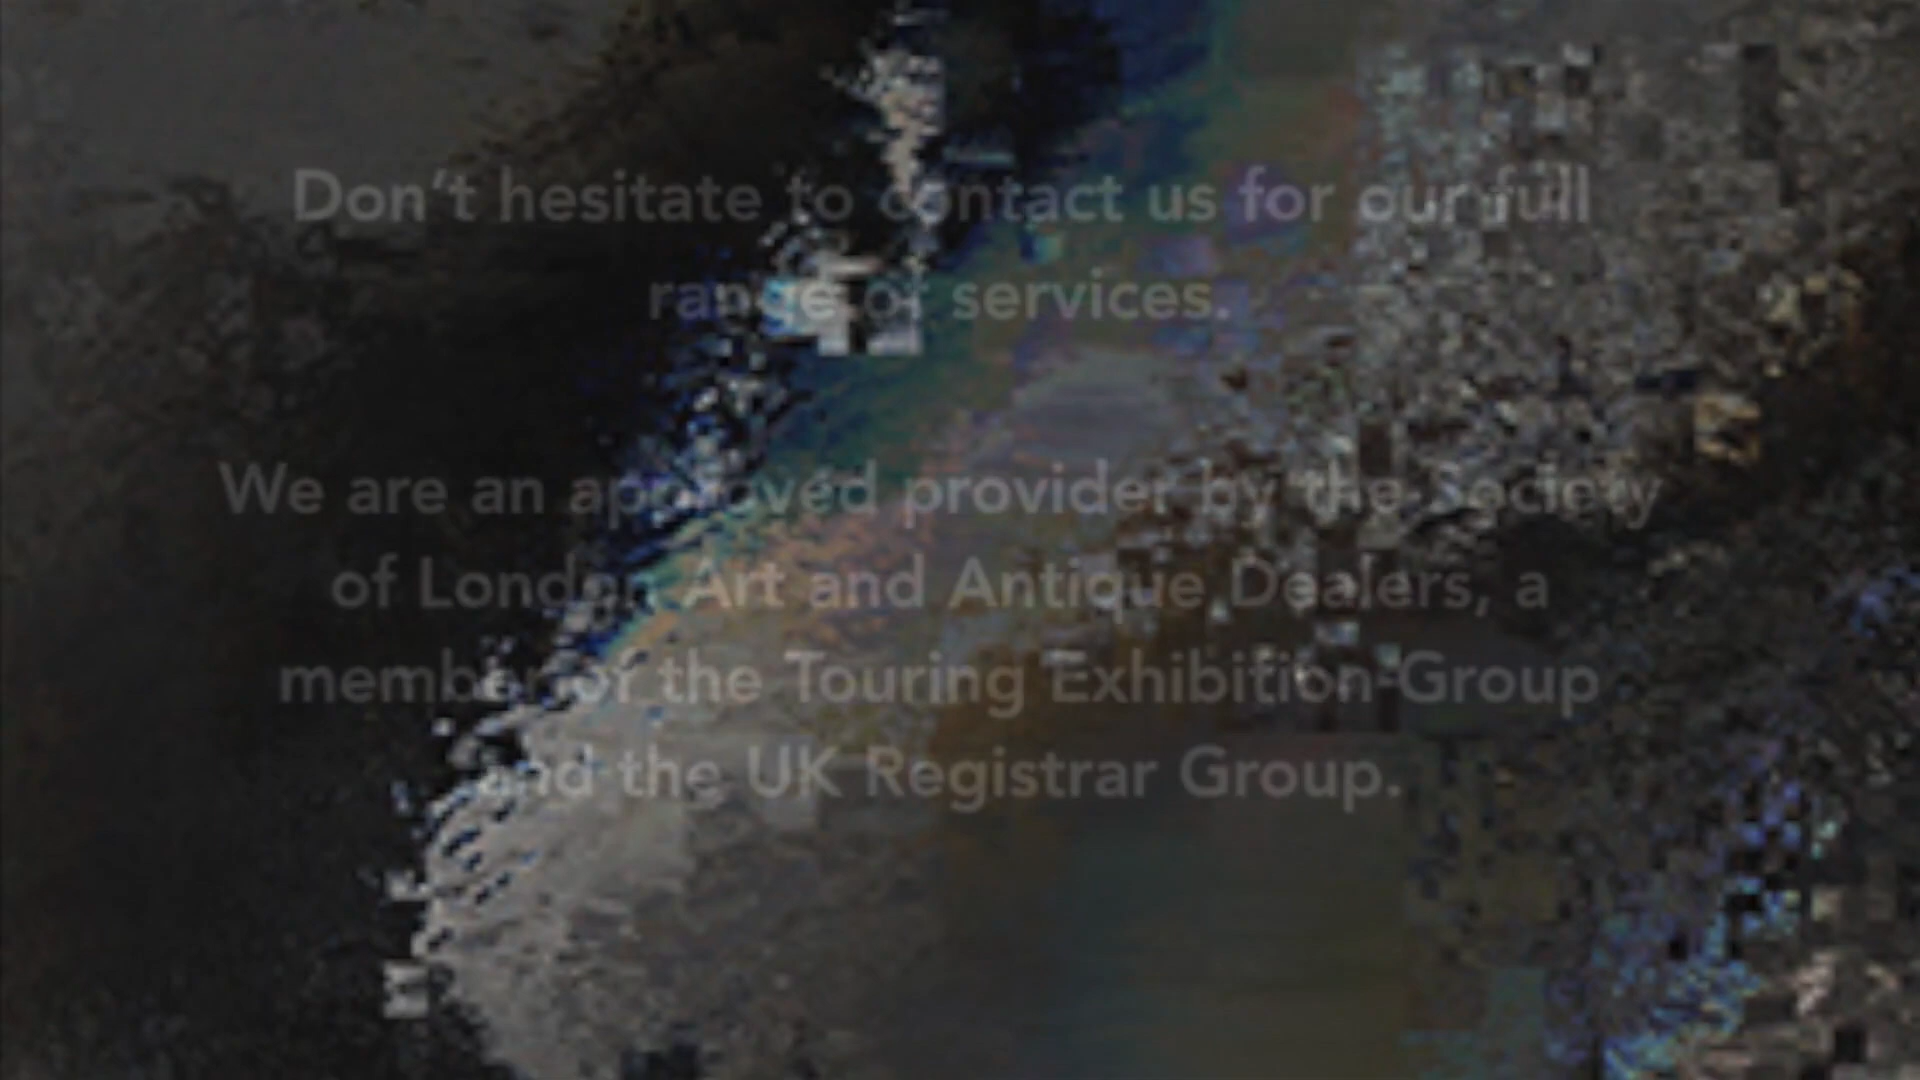 Don't hesitate to contact us for our full
range of services.
We are an approved provider by the Society
of London Art and Antique Dealers, a
member of the Touring Exhibition Group
and the UK Registrar Group.